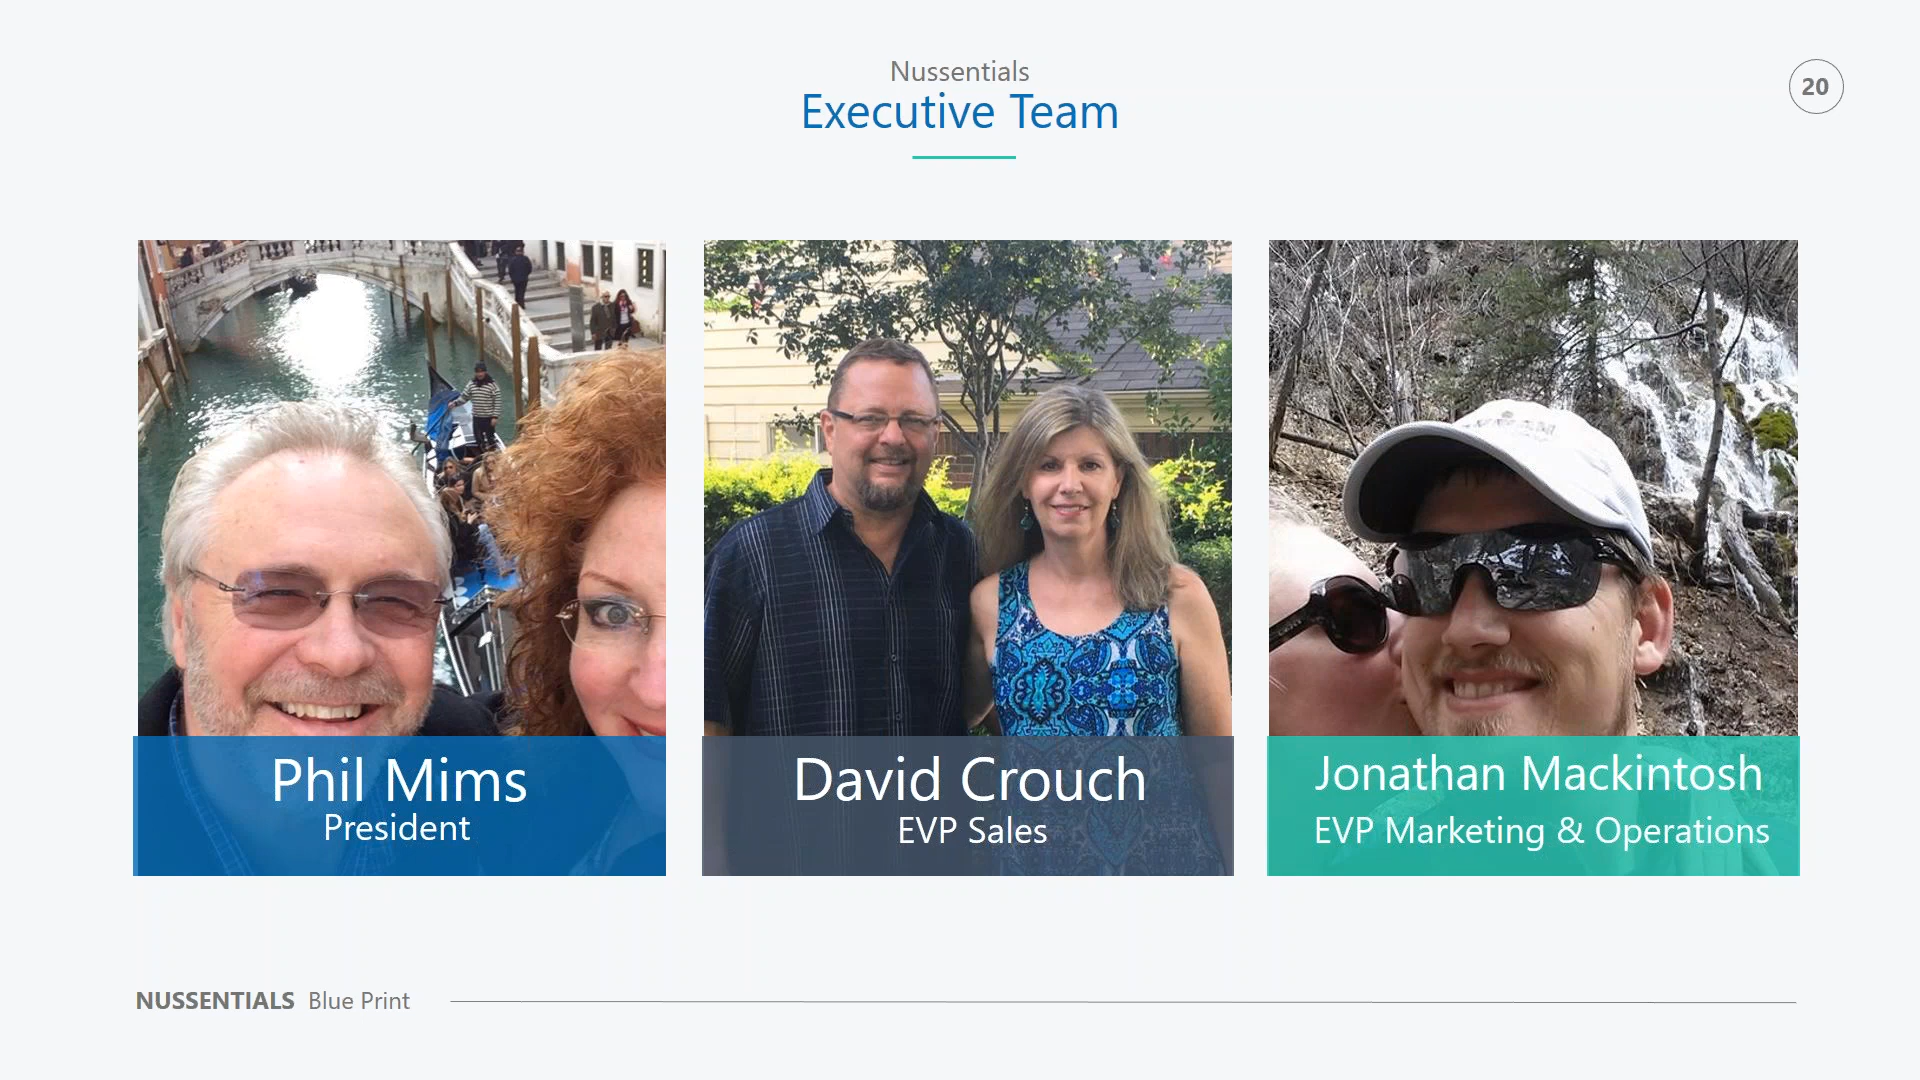 Nussentials
Executive Team
20
Phil Mims
President
David Crouch
EVP Sales
Jonathan Mackintosh
EVP Marketing & Operations
NUSSENTIALS Blue Print